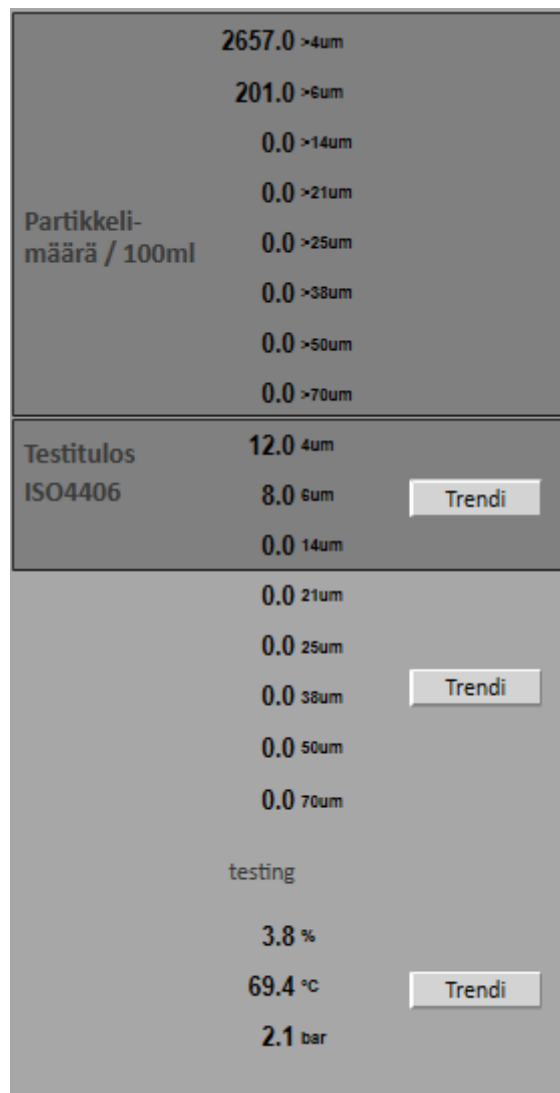 2657.0 >4um
201.0 >6um
0.0 >14um
0.0 >21um
Partikkeli-
määrä / 100ml
0.0 >25um
0.0 >38um
0.0 >50um
0.0 >70um
Testitulos
ISO4406
12.0 4um
8.0 6um
Trendi
0.0 14um
0.0 21um
0.0 25um
0.0 38um
Trendi
0.0 50um
0.0 70um
testing
3.8 %
69.4 °C
Trendi
2.1 bar